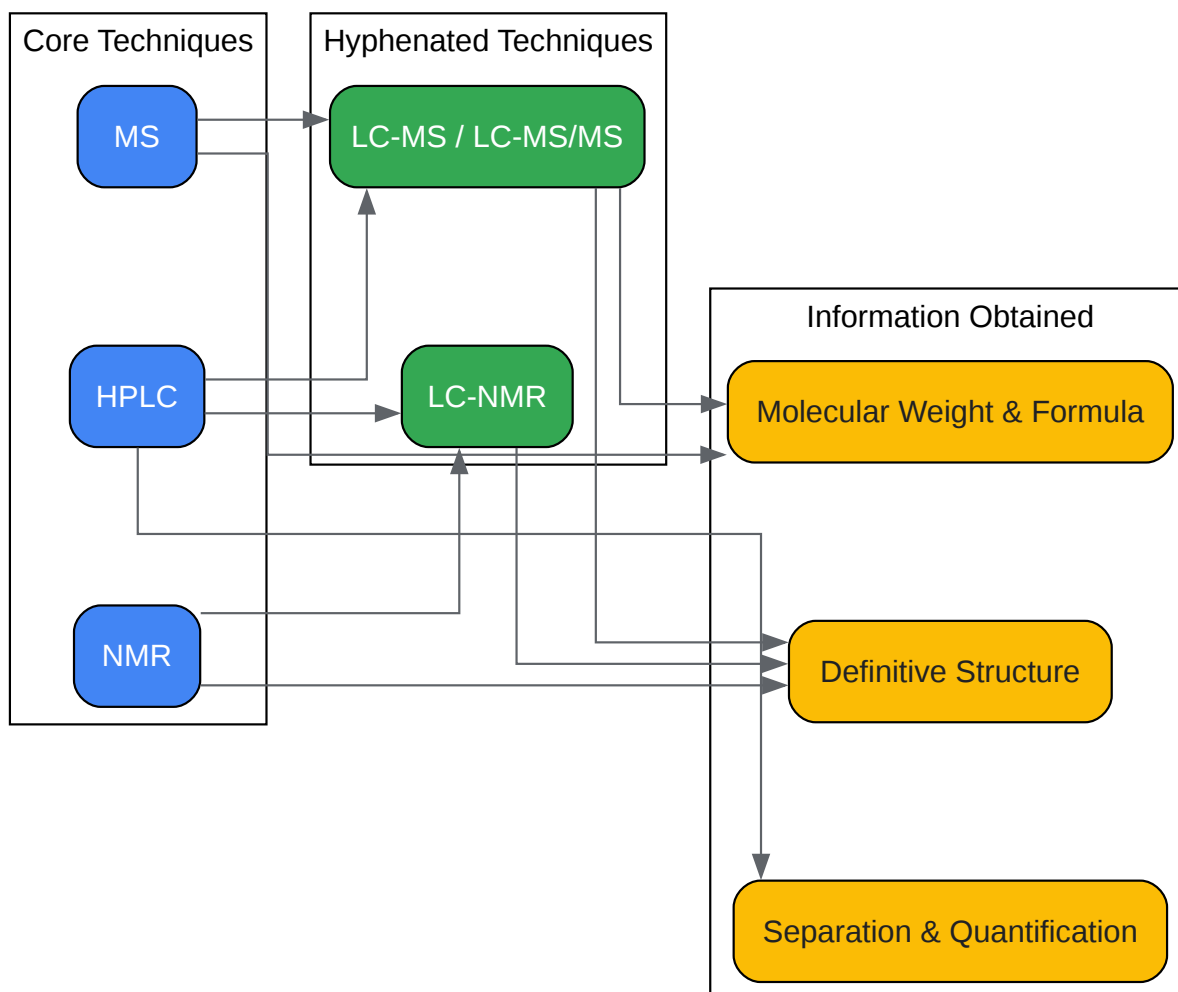 Core Techniques
Hyphenated Techniques
MS
LC-MS / LC-MS/MS
Information Obtained
HPLC
LC-NMR
Molecular Weight & Formula
NMR
Definitive Structure
Separation & Quantification